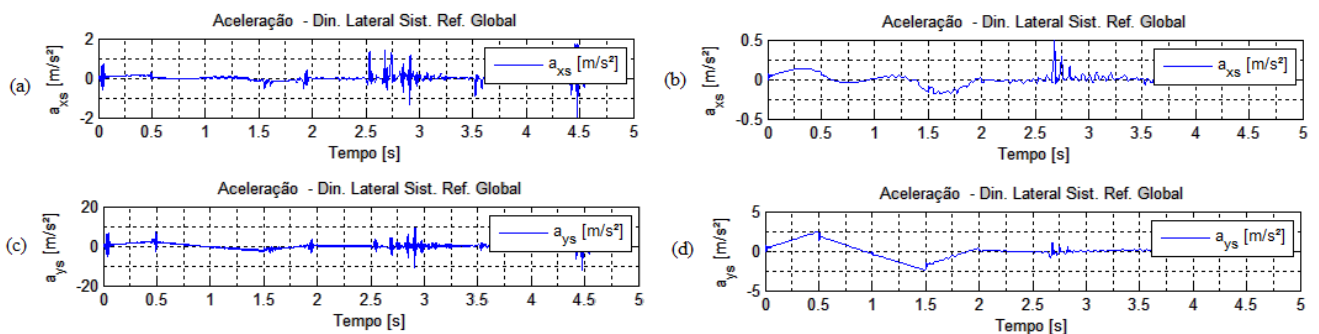 Aceleração - Din. Lateral Sist. Ref. Global
(a)
a_xs [m/s²]
2
0
-2
a_xs [m/s²]
0 0.5 1 1.5 2 2.5 3 3.5 4 4.5 5
Tempo [s]
Aceleração - Din. Lateral Sist. Ref. Global
(b)
a_xs [m/s²]
0.5
0
-0.5
a_xs [m/s²]
0 0.5 1 1.5 2 2.5 3 3.5 4 4.5 5
Tempo [s]
Aceleração - Din. Lateral Sist. Ref. Global
(c)
a_ys [m/s²]
20
0
-20
a_ys [m/s²]
0 0.5 1 1.5 2 2.5 3 3.5 4 4.5 5
Tempo [s]
Aceleração - Din. Lateral Sist. Ref. Global
(d)
a_ys [m/s²]
5
0
-5
a_ys [m/s²]
0 0.5 1 1.5 2 2.5 3 3.5 4 4.5 5
Tempo [s]